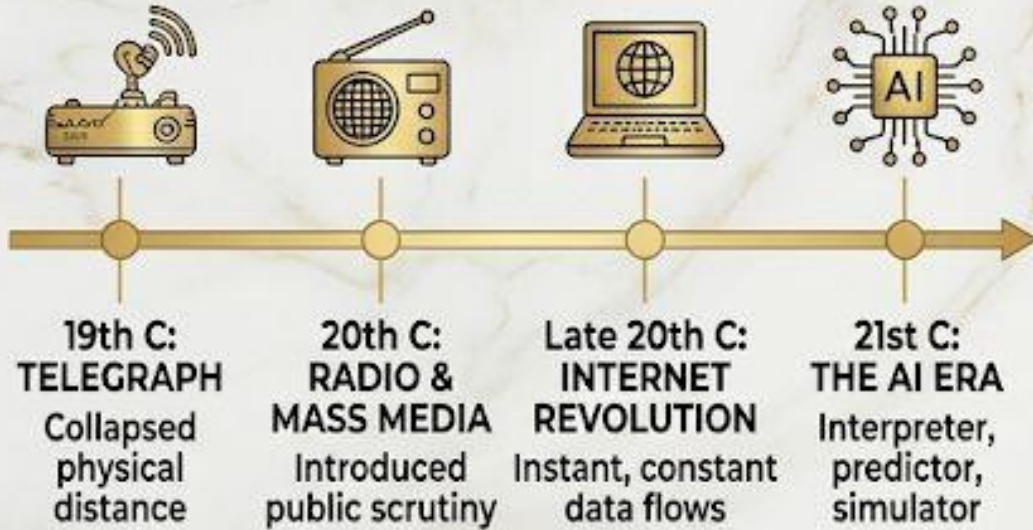 AI
19th C:
TELEGRAPH
Collapsed
physical
distance
20th C:
RADIO &
MASS MEDIA
Introduced
public scrutiny
Late 20th C:
INTERNET
REVOLUTION
Instant, constant
data flows
21st C:
THE AI ERA
Interpreter,
predictor,
simulator